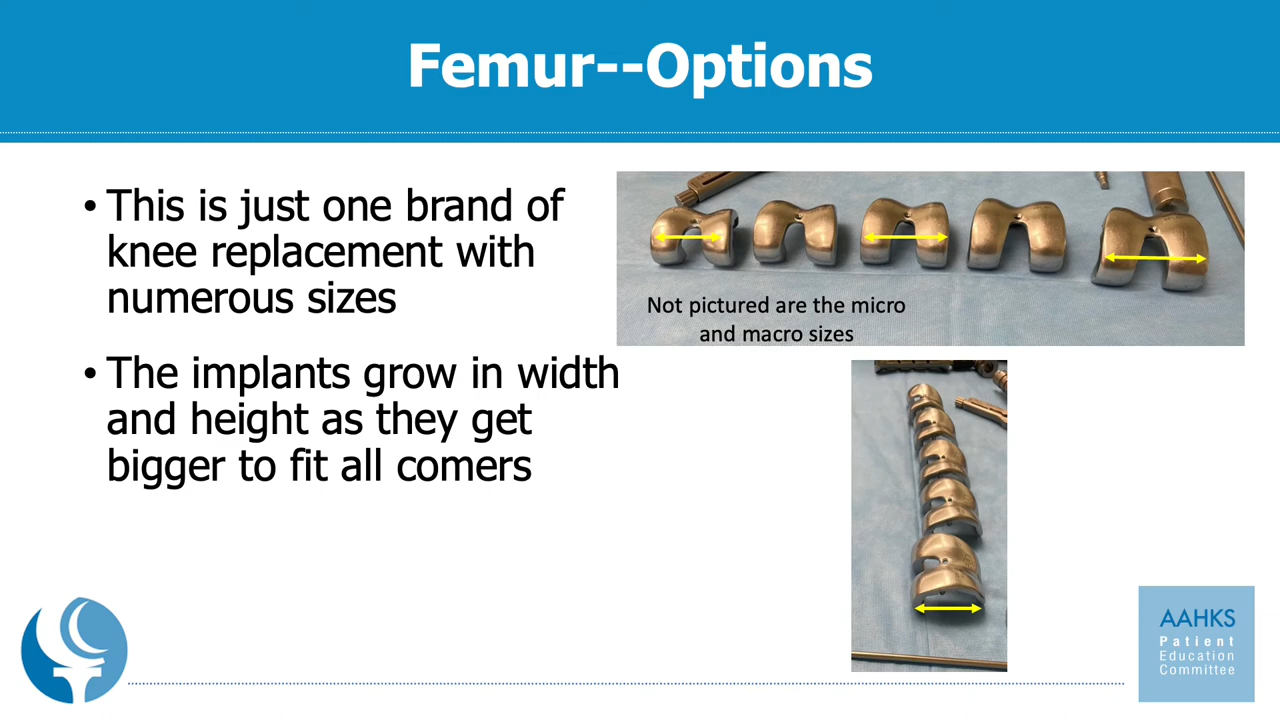 Femur--Options
• This is just one brand of
knee replacement with
numerous sizes
• The implants grow in width
and height as they get
bigger to fit all comers
Not pictured are the micro
and macro sizes
AAHKS
Patient
Education
Committee